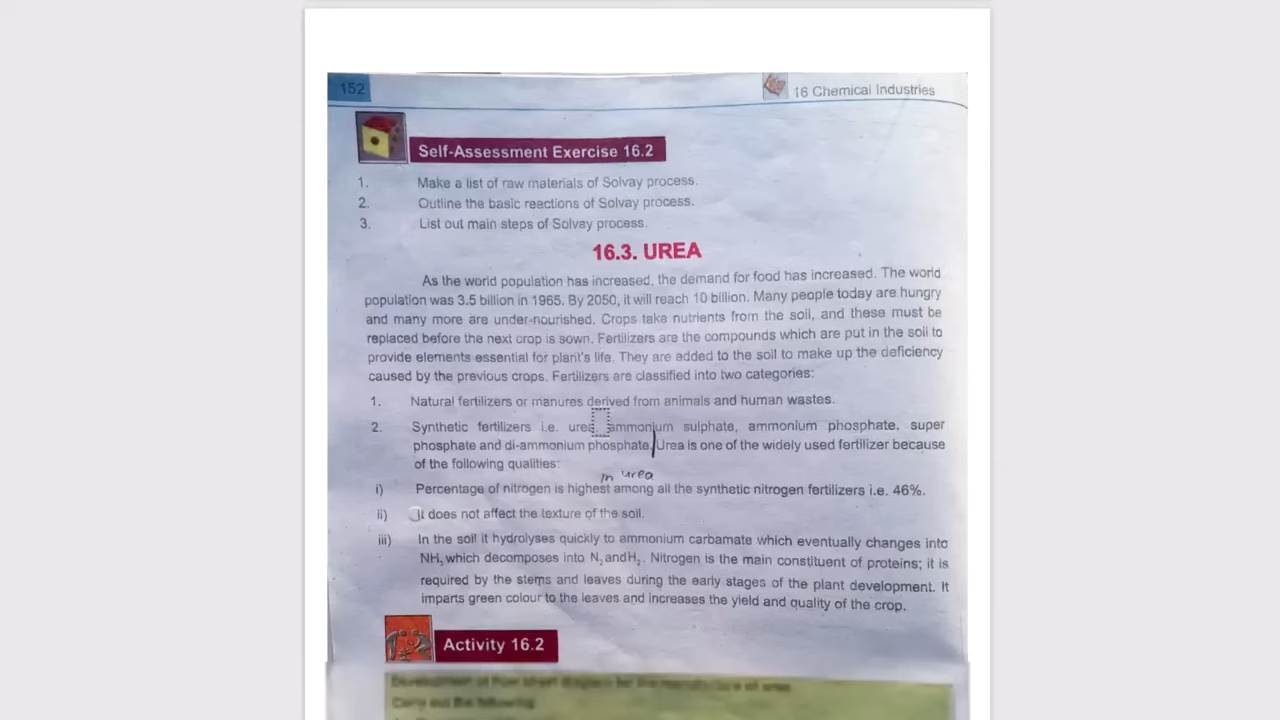 152
16 Chemical Industries
Self-Assessment Exercise 16.2
1. Make a list of raw materials of Solvay process.
2. Outline the basic reactions of Solvay process.
3. List out main steps of Solvay process.
16.3. UREA
As the world population has increased, the demand for food has increased. The world
population was 3.5 billion in 1965. By 2050, it will reach 10 billion. Many people today are hungry
and many more are under-nourished. Crops take nutrients from the soil, and these must be
replaced before the next crop is sown. Fertilizers are the compounds which are put in the soil to
provide elements essential for plant's life. They are added to the soil to make up the deficiency
caused by the previous crops. Fertilizers are classified into two categories:
1. Natural fertilizers or manures derived from animals and human wastes.
2. Synthetic fertilizers i.e. urea, ammonium sulphate, ammonium phosphate, super
phosphate and di-ammonium phosphate. Urea is one of the widely used fertilizer because
of the following qualities:
in urea
i) Percentage of nitrogen is highest among all the synthetic nitrogen fertilizers i.e. 46%.
ii) It does not affect the texture of the soil.
iii) In the soil it hydrolyses quickly to ammonium carbamate which eventually changes into
NH₃ which decomposes into N₂ and H₂. Nitrogen is the main constituent of proteins; it is
required by the stems and leaves during the early stages of the plant development. It
imparts green colour to the leaves and increases the yield and quality of the crop.
Activity 16.2
Carry out the following